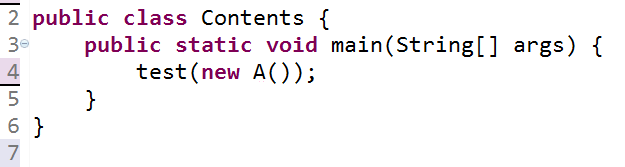 2 public class Contents {
3     public static void main(String[] args) {
4         test(new A());
5     }
6 }
7